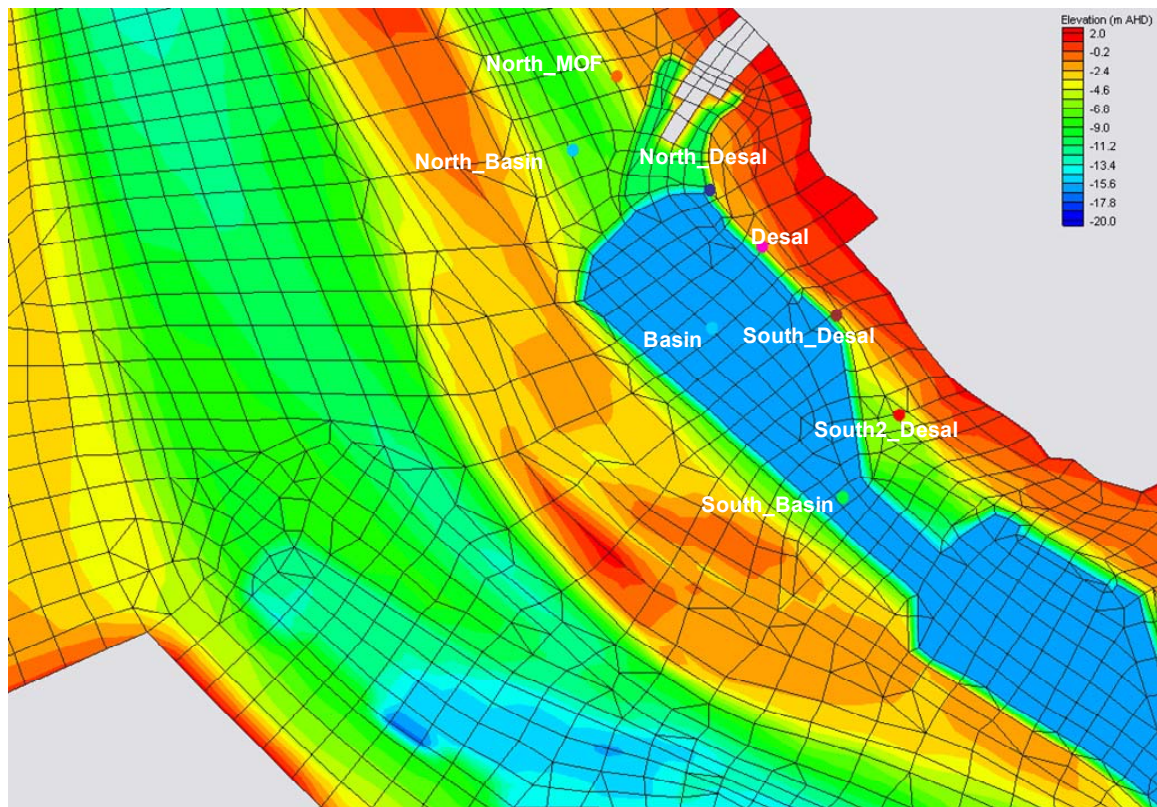 Elevation (m AHD)
2.0
-0.2
-2.4
-4.6
-6.8
-9.0
-11.2
-13.4
-15.6
-17.8
-20.0
North_MOF
North_Basin
North_Desal
Desal
Basin
South_Desal
South2_Desal
South_Basin